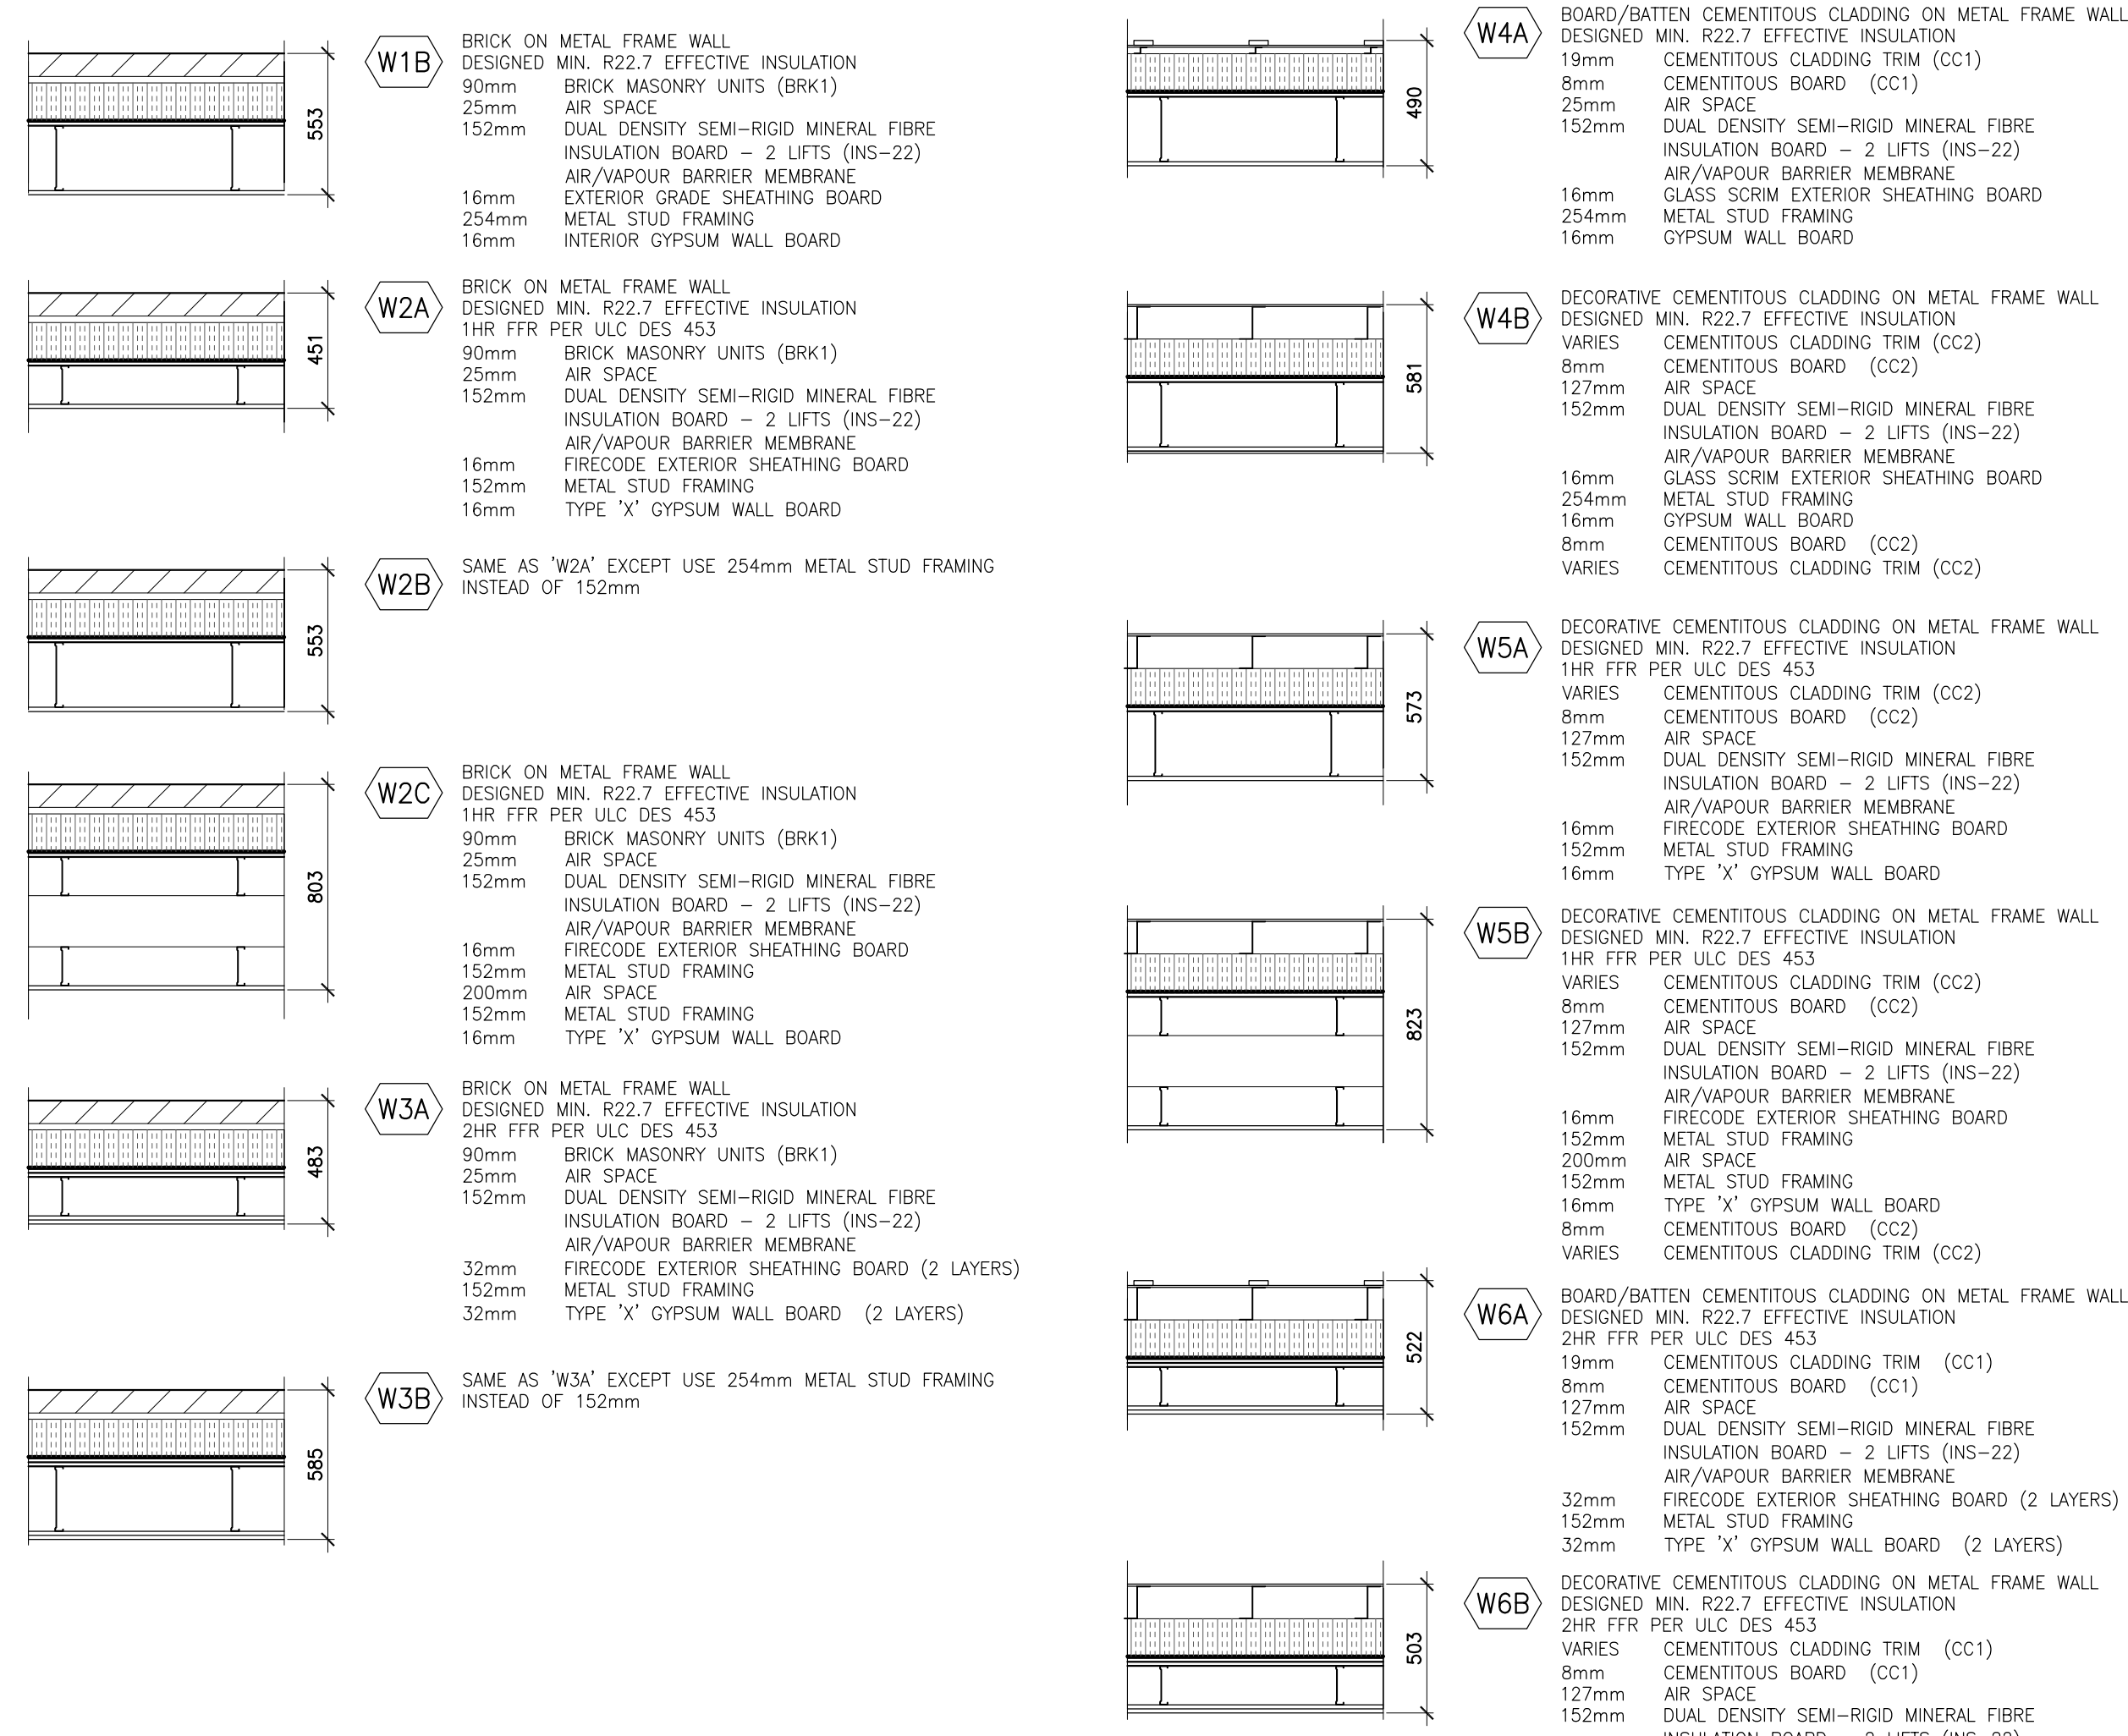 553
W1B
BRICK ON METAL FRAME WALL
DESIGNED MIN. R22.7 EFFECTIVE INSULATION
90mm BRICK MASONRY UNITS (BRK1)
25mm AIR SPACE
152mm DUAL DENSITY SEMI-RIGID MINERAL FIBRE
INSULATION BOARD - 2 LIFTS (INS-22)
AIR/VAPOUR BARRIER MEMBRANE
16mm EXTERIOR GRADE SHEATHING BOARD
254mm METAL STUD FRAMING
16mm INTERIOR GYPSUM WALL BOARD
451
W2A
BRICK ON METAL FRAME WALL
DESIGNED MIN. R22.7 EFFECTIVE INSULATION
1HR FFR PER ULC DES 453
90mm BRICK MASONRY UNITS (BRK1)
25mm AIR SPACE
152mm DUAL DENSITY SEMI-RIGID MINERAL FIBRE
INSULATION BOARD - 2 LIFTS (INS-22)
AIR/VAPOUR BARRIER MEMBRANE
16mm FIRECODE EXTERIOR SHEATHING BOARD
152mm METAL STUD FRAMING
16mm TYPE 'X' GYPSUM WALL BOARD
553
W2B
SAME AS 'W2A' EXCEPT USE 254mm METAL STUD FRAMING
INSTEAD OF 152mm
803
W2C
BRICK ON METAL FRAME WALL
DESIGNED MIN. R22.7 EFFECTIVE INSULATION
1HR FFR PER ULC DES 453
90mm BRICK MASONRY UNITS (BRK1)
25mm AIR SPACE
152mm DUAL DENSITY SEMI-RIGID MINERAL FIBRE
INSULATION BOARD - 2 LIFTS (INS-22)
AIR/VAPOUR BARRIER MEMBRANE
16mm FIRECODE EXTERIOR SHEATHING BOARD
152mm METAL STUD FRAMING
200mm AIR SPACE
152mm METAL STUD FRAMING
16mm TYPE 'X' GYPSUM WALL BOARD
483
W3A
BRICK ON METAL FRAME WALL
DESIGNED MIN. R22.7 EFFECTIVE INSULATION
2HR FFR PER ULC DES 453
90mm BRICK MASONRY UNITS (BRK1)
25mm AIR SPACE
152mm DUAL DENSITY SEMI-RIGID MINERAL FIBRE
INSULATION BOARD - 2 LIFTS (INS-22)
AIR/VAPOUR BARRIER MEMBRANE
32mm FIRECODE EXTERIOR SHEATHING BOARD (2 LAYERS)
152mm METAL STUD FRAMING
32mm TYPE 'X' GYPSUM WALL BOARD (2 LAYERS)
585
W3B
SAME AS 'W3A' EXCEPT USE 254mm METAL STUD FRAMING
INSTEAD OF 152mm
490
W4A
BOARD/BATTEN CEMENTITOUS CLADDING ON METAL FRAME WALL
DESIGNED MIN. R22.7 EFFECTIVE INSULATION
19mm CEMENTITOUS CLADDING TRIM (CC1)
8mm CEMENTITOUS BOARD (CC1)
25mm AIR SPACE
152mm DUAL DENSITY SEMI-RIGID MINERAL FIBRE
INSULATION BOARD - 2 LIFTS (INS-22)
AIR/VAPOUR BARRIER MEMBRANE
16mm GLASS SCRIM EXTERIOR SHEATHING BOARD
254mm METAL STUD FRAMING
16mm GYPSUM WALL BOARD
581
W4B
DECORATIVE CEMENTITOUS CLADDING ON METAL FRAME WALL
DESIGNED MIN. R22.7 EFFECTIVE INSULATION
VARIES CEMENTITOUS CLADDING TRIM (CC2)
8mm CEMENTITOUS BOARD (CC2)
127mm AIR SPACE
152mm DUAL DENSITY SEMI-RIGID MINERAL FIBRE
INSULATION BOARD - 2 LIFTS (INS-22)
AIR/VAPOUR BARRIER MEMBRANE
16mm GLASS SCRIM EXTERIOR SHEATHING BOARD
254mm METAL STUD FRAMING
16mm GYPSUM WALL BOARD
8mm CEMENTITOUS BOARD (CC2)
VARIES CEMENTITOUS CLADDING TRIM (CC2)
573
W5A
DECORATIVE CEMENTITOUS CLADDING ON METAL FRAME WALL
DESIGNED MIN. R22.7 EFFECTIVE INSULATION
1HR FFR PER ULC DES 453
VARIES CEMENTITOUS CLADDING TRIM (CC2)
8mm CEMENTITOUS BOARD (CC2)
127mm AIR SPACE
152mm DUAL DENSITY SEMI-RIGID MINERAL FIBRE
INSULATION BOARD - 2 LIFTS (INS-22)
AIR/VAPOUR BARRIER MEMBRANE
16mm FIRECODE EXTERIOR SHEATHING BOARD
152mm METAL STUD FRAMING
16mm TYPE 'X' GYPSUM WALL BOARD
823
W5B
DECORATIVE CEMENTITOUS CLADDING ON METAL FRAME WALL
DESIGNED MIN. R22.7 EFFECTIVE INSULATION
1HR FFR PER ULC DES 453
VARIES CEMENTITOUS CLADDING TRIM (CC2)
8mm CEMENTITOUS BOARD (CC2)
127mm AIR SPACE
152mm DUAL DENSITY SEMI-RIGID MINERAL FIBRE
INSULATION BOARD - 2 LIFTS (INS-22)
AIR/VAPOUR BARRIER MEMBRANE
16mm FIRECODE EXTERIOR SHEATHING BOARD
152mm METAL STUD FRAMING
200mm AIR SPACE
152mm METAL STUD FRAMING
16mm TYPE 'X' GYPSUM WALL BOARD
8mm CEMENTITOUS BOARD (CC2)
VARIES CEMENTITOUS CLADDING TRIM (CC2)
522
W6A
BOARD/BATTEN CEMENTITOUS CLADDING ON METAL FRAME WALL
DESIGNED MIN. R22.7 EFFECTIVE INSULATION
2HR FFR PER ULC DES 453
19mm CEMENTITOUS CLADDING TRIM (CC1)
8mm CEMENTITOUS BOARD (CC1)
127mm AIR SPACE
152mm DUAL DENSITY SEMI-RIGID MINERAL FIBRE
INSULATION BOARD - 2 LIFTS (INS-22)
AIR/VAPOUR BARRIER MEMBRANE
32mm FIRECODE EXTERIOR SHEATHING BOARD (2 LAYERS)
152mm METAL STUD FRAMING
32mm TYPE 'X' GYPSUM WALL BOARD (2 LAYERS)
503
W6B
DECORATIVE CEMENTITOUS CLADDING ON METAL FRAME WALL
DESIGNED MIN. R22.7 EFFECTIVE INSULATION
2HR FFR PER ULC DES 453
VARIES CEMENTITOUS CLADDING TRIM (CC1)
8mm CEMENTITOUS BOARD (CC1)
127mm AIR SPACE
152mm DUAL DENSITY SEMI-RIGID MINERAL FIBRE